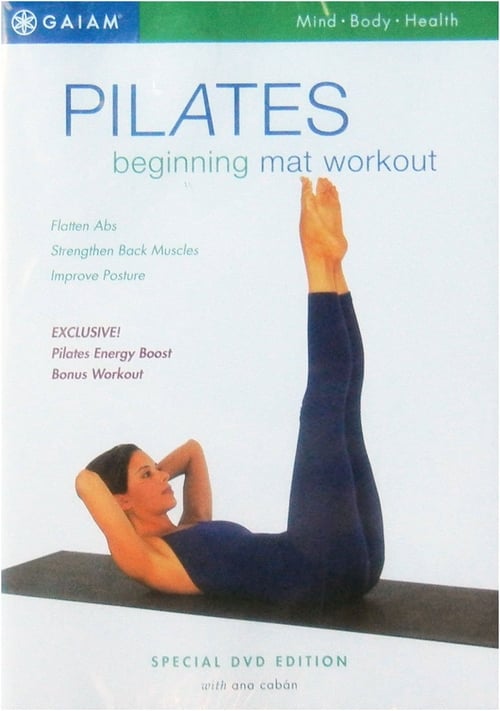 GAIAM®
Mind · Body · Health
PILATES
beginning mat workout
Flatten Abs
Strengthen Back Muscles
Improve Posture
EXCLUSIVE!
Pilates Energy Boost
Bonus Workout
SPECIAL DVD EDITION
with ana cabán